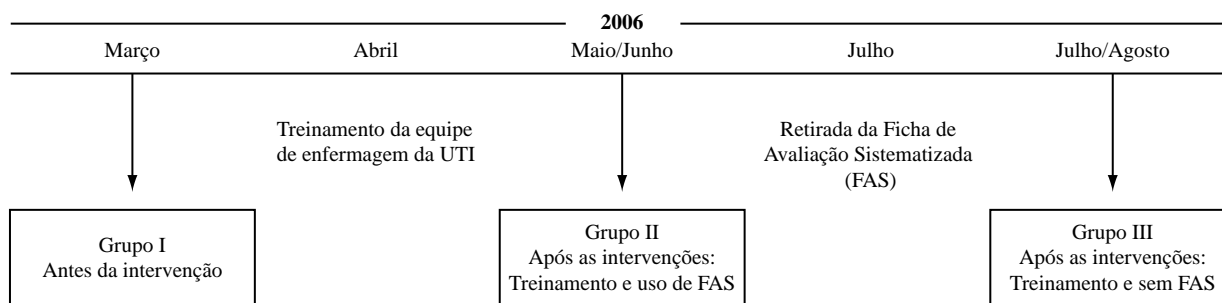 2006
Março Abril Maio/Junho Julho Julho/Agosto
Treinamento da equipe
de enfermagem da UTI
Retirada da Ficha de
Avaliação Sistematizada
(FAS)
Grupo I
Antes da intervenção
Grupo II
Após as intervenções:
Treinamento e uso de FAS
Grupo III
Após as intervenções:
Treinamento e sem FAS